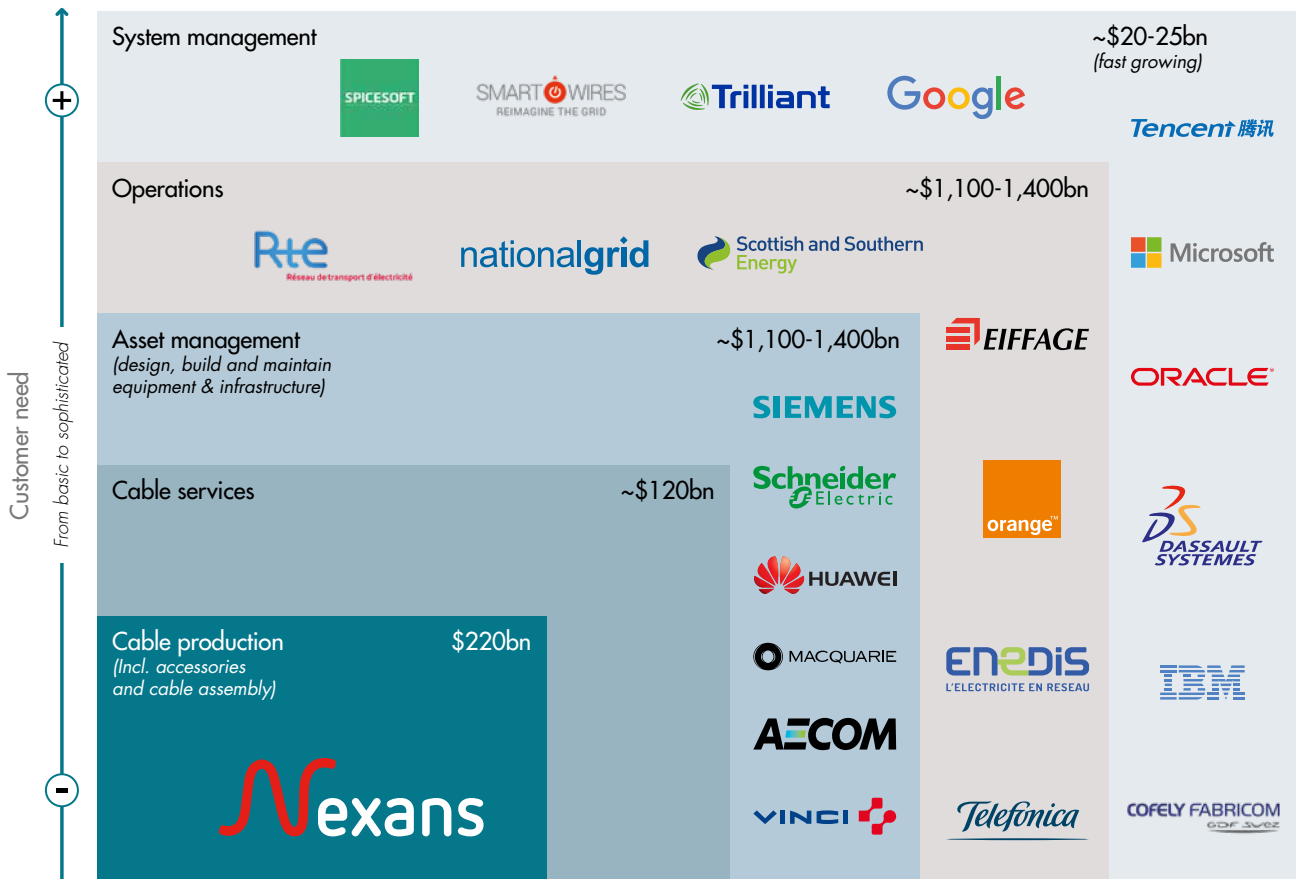 System management
~$20-25bn
(fast growing)
SPICESOFT
SMART WIRES
REIMAGINE THE GRID
Trilliant
Google
Tencent 腾讯
+
Operations
~$1,100-1,400bn
Rte
Réseau de transport d'électricité
nationalgrid
Scottish and Southern
Energy
Microsoft
Asset management
(design, build and maintain
equipment & infrastructure)
~$1,100-1,400bn
EIFFAGE
ORACLE
SIEMENS
Customer need
From basic to sophisticated
Cable services
~$120bn
Schneider
Electric
orange™
DASSAULT
SYSTEMES
HUAWEI
Cable production
(Incl. accessories
and cable assembly)
$220bn
MACQUARIE
ENEDIS
L'ELECTRICITE EN RESEAU
IBM
AECOM
-
Nexans
VINCI
Telefónica
COFELY FABRICOM
GDF SUEZ